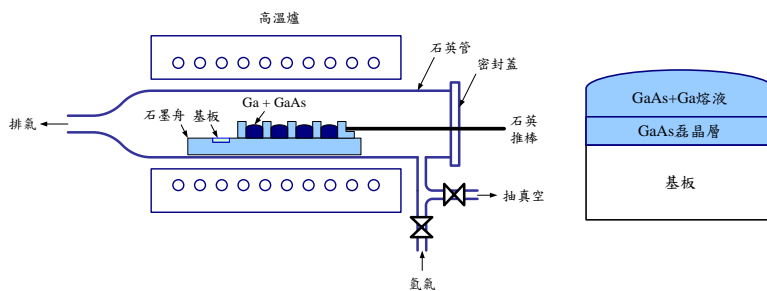 高溫爐
石英管
密封蓋
Ga + GaAs
石墨舟
基板
排氣
石英
推棒
抽真空
氫氣
GaAs+Ga熔液
GaAs磊晶層
基板